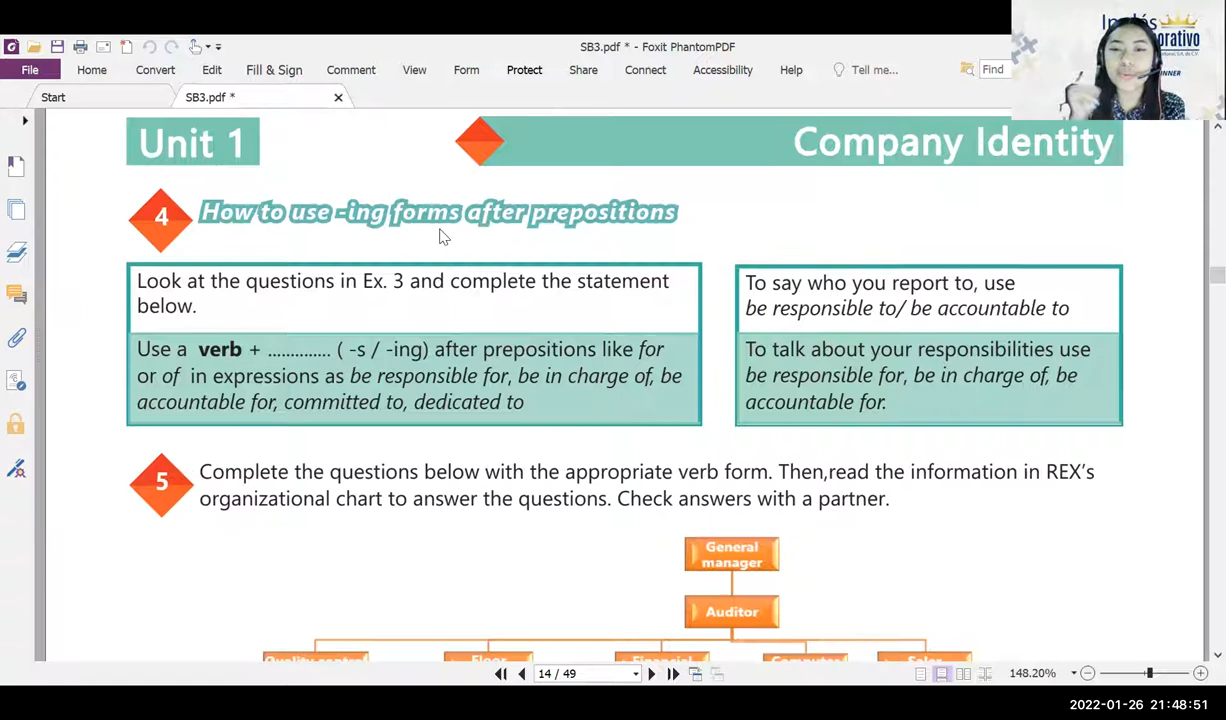 SB3.pdf * - Foxit PhantomPDF
File Home Convert Edit Fill & Sign Comment View Form Protect Share Connect Accessibility Help Tell me... Find
Start SB3.pdf *
Unit 1 Company Identity
4 How to use -ing forms after prepositions
Look at the questions in Ex. 3 and complete the statement
below.
Use a verb + ............. ( -s / -ing) after prepositions like for
or of in expressions as be responsible for, be in charge of, be
accountable for, committed to, dedicated to
To say who you report to, use
be responsible to/ be accountable to
To talk about your responsibilities use
be responsible for, be in charge of, be
accountable for.
5 Complete the questions below with the appropriate verb form. Then,read the information in REX's
organizational chart to answer the questions. Check answers with a partner.
General
manager
Auditor
Quality control Floor Financial Computer Sales
14 / 49 148.20%
2022-01-26 21:48:51